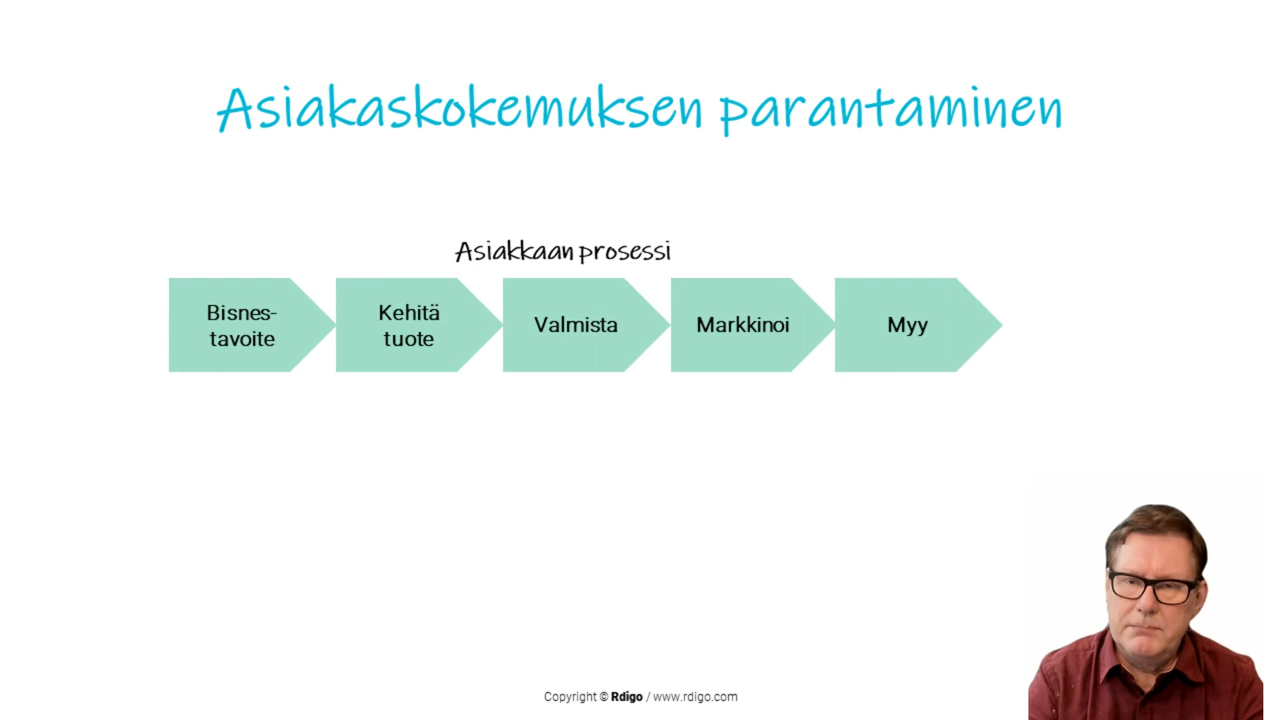 Asiakaskokemuksen parantaminen
Asiakkaan prosessi
Bisnes-
tavoite
Kehitä
tuote
Valmista
Markkinoi
Myy
Copyright © Rdigo / www.rdigo.com